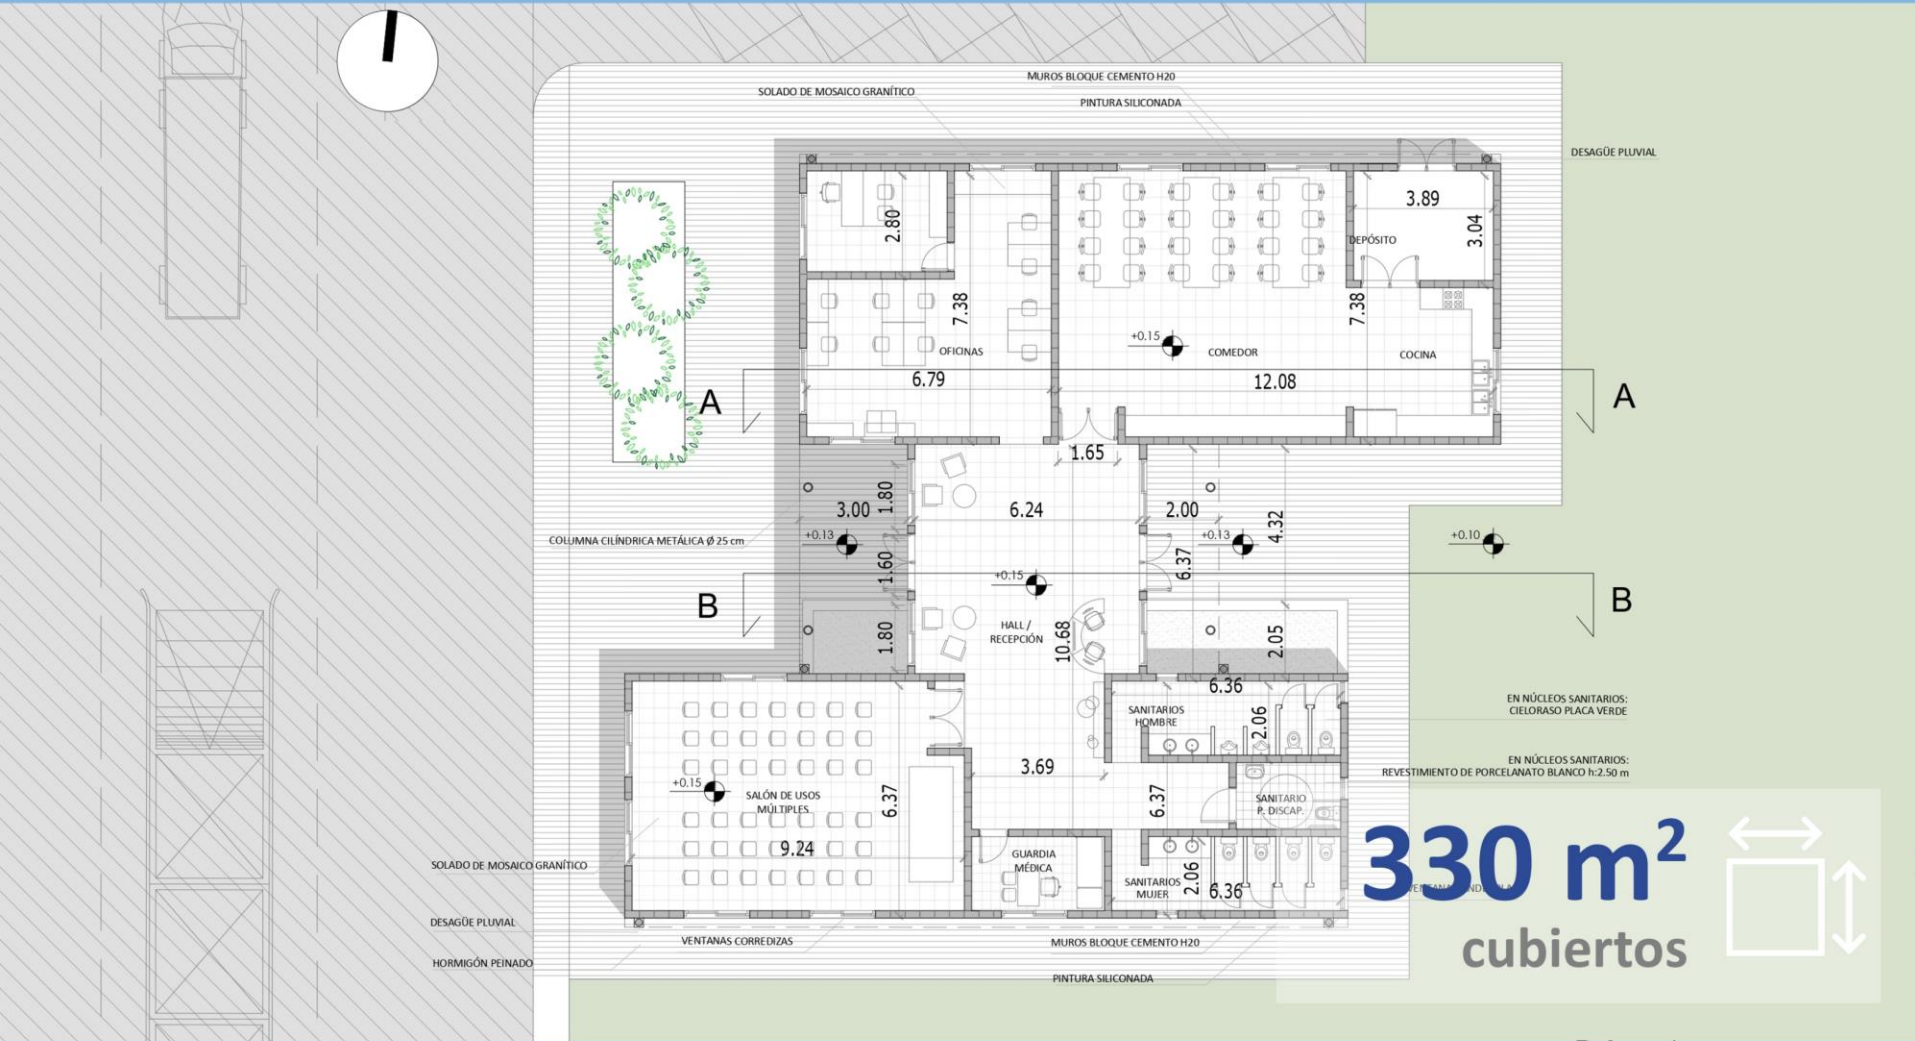 MUROS BLOQUE CEMENTO H20
SOLADO DE MOSAICO GRANÍTICO
PINTURA SILICONADA
DESAGÜE PLUVIAL
3.89
2.80
3.04
DEPÓSITO
7.38
7.38
+0.15
OFICINAS
COMEDOR
COCINA
6.79
12.08
A
A
1.65
1.80
3.00
6.24
2.00
4.32
COLUMNA CILÍNDRICA METÁLICA Ø 25 cm
+0.13
+0.13
+0.10
1.60
6.37
+0.15
B
B
HALL /
RECEPCIÓN
1.80
10.68
2.05
6.36
EN NÚCLEOS SANITARIOS:
CIELORASO PLACA VERDE
SANITARIOS
HOMBRE
2.06
3.69
EN NÚCLEOS SANITARIOS:
REVESTIMIENTO DE PORCELANATO BLANCO h:2.50 m
+0.15
SALÓN DE USOS
MÚLTIPLES
6.37
6.37
SANITARIO
P. DISCAP.
9.24
GUARDIA
MÉDICA
SOLADO DE MOSAICO GRANÍTICO
SANITARIOS
MUJER
2.06
6.36
330 m²
cubiertos
DESAGÜE PLUVIAL
VENTANAS CORREDIZAS
MUROS BLOQUE CEMENTO H20
HORMIGÓN PEINADO
PINTURA SILICONADA